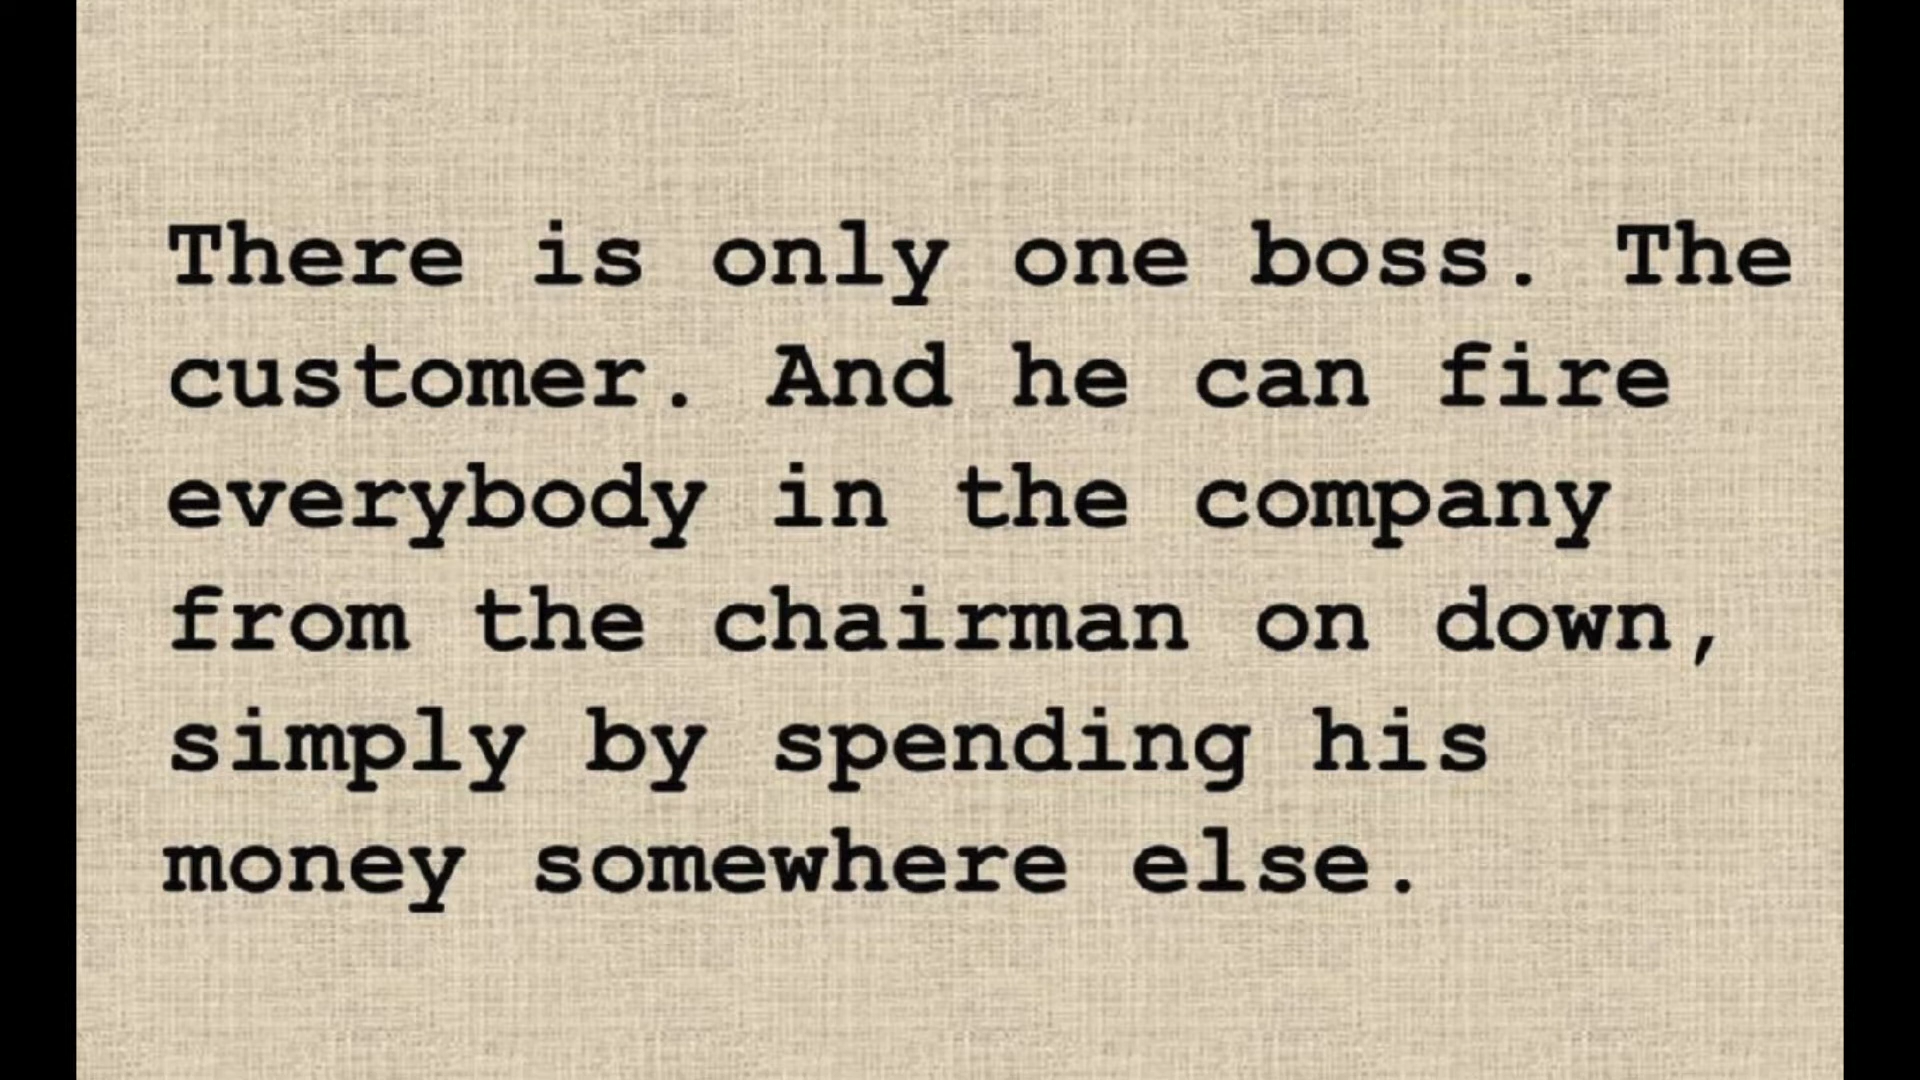 There is only one boss. The
customer. And he can fire
everybody in the company
from the chairman on down,
simply by spending his
money somewhere else.